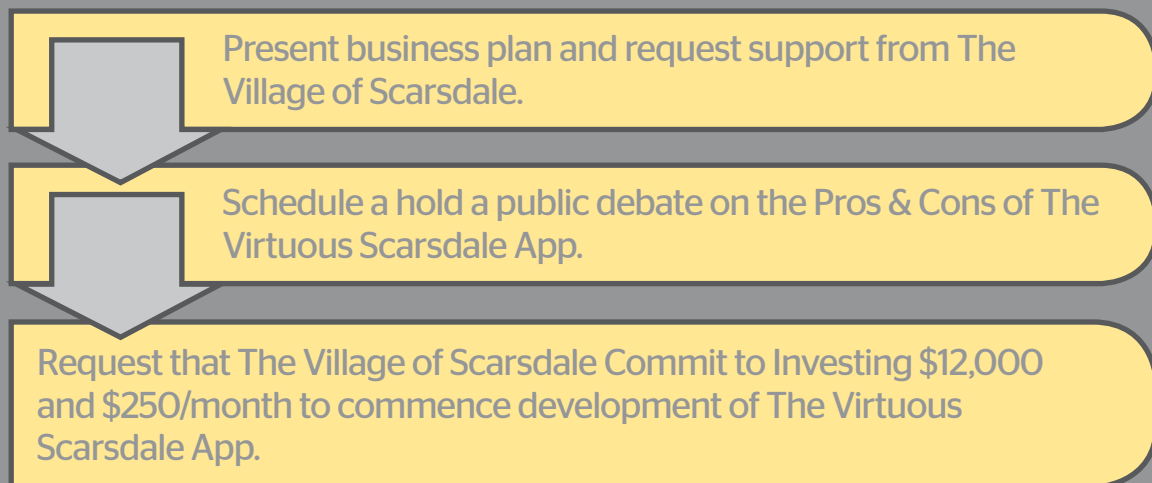 Present business plan and request support from The
Village of Scarsdale.
Schedule a hold a public debate on the Pros & Cons of The
Virtuous Scarsdale App.
Request that The Village of Scarsdale Commit to Investing $12,000
and $250/month to commence development of The Virtuous
Scarsdale App.